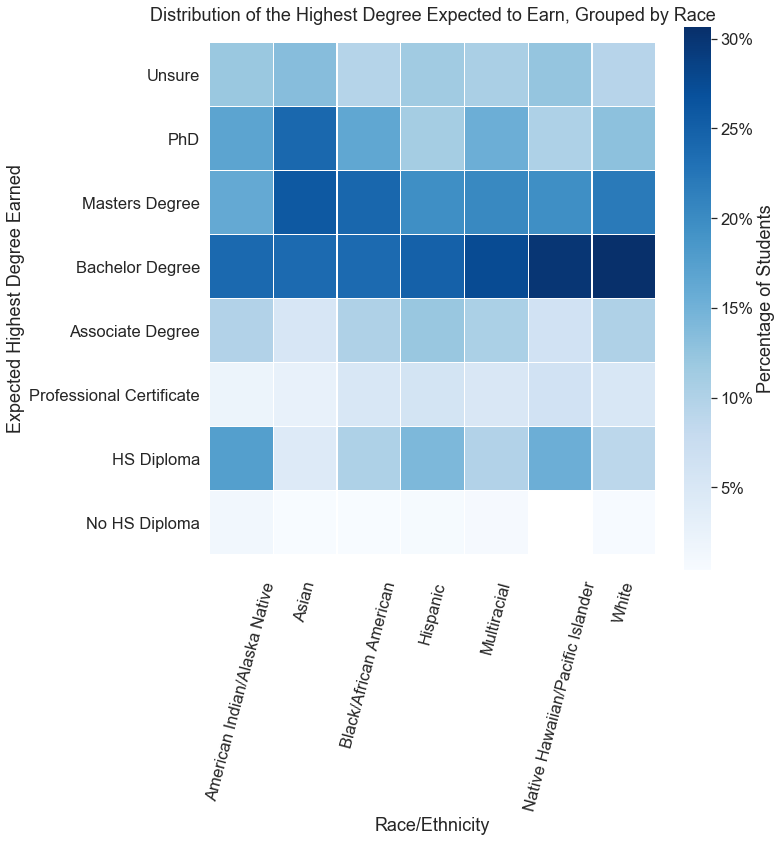 Distribution of the Highest Degree Expected to Earn, Grouped by Race
Expected Highest Degree Earned
Unsure
PhD
Masters Degree
Bachelor Degree
Associate Degree
Professional Certificate
HS Diploma
No HS Diploma
American Indian/Alaska Native
Asian
Black/African American
Hispanic
Multiracial
Native Hawaiian/Pacific Islander
White
Race/Ethnicity
30%
25%
20%
15%
10%
5%
Percentage of Students